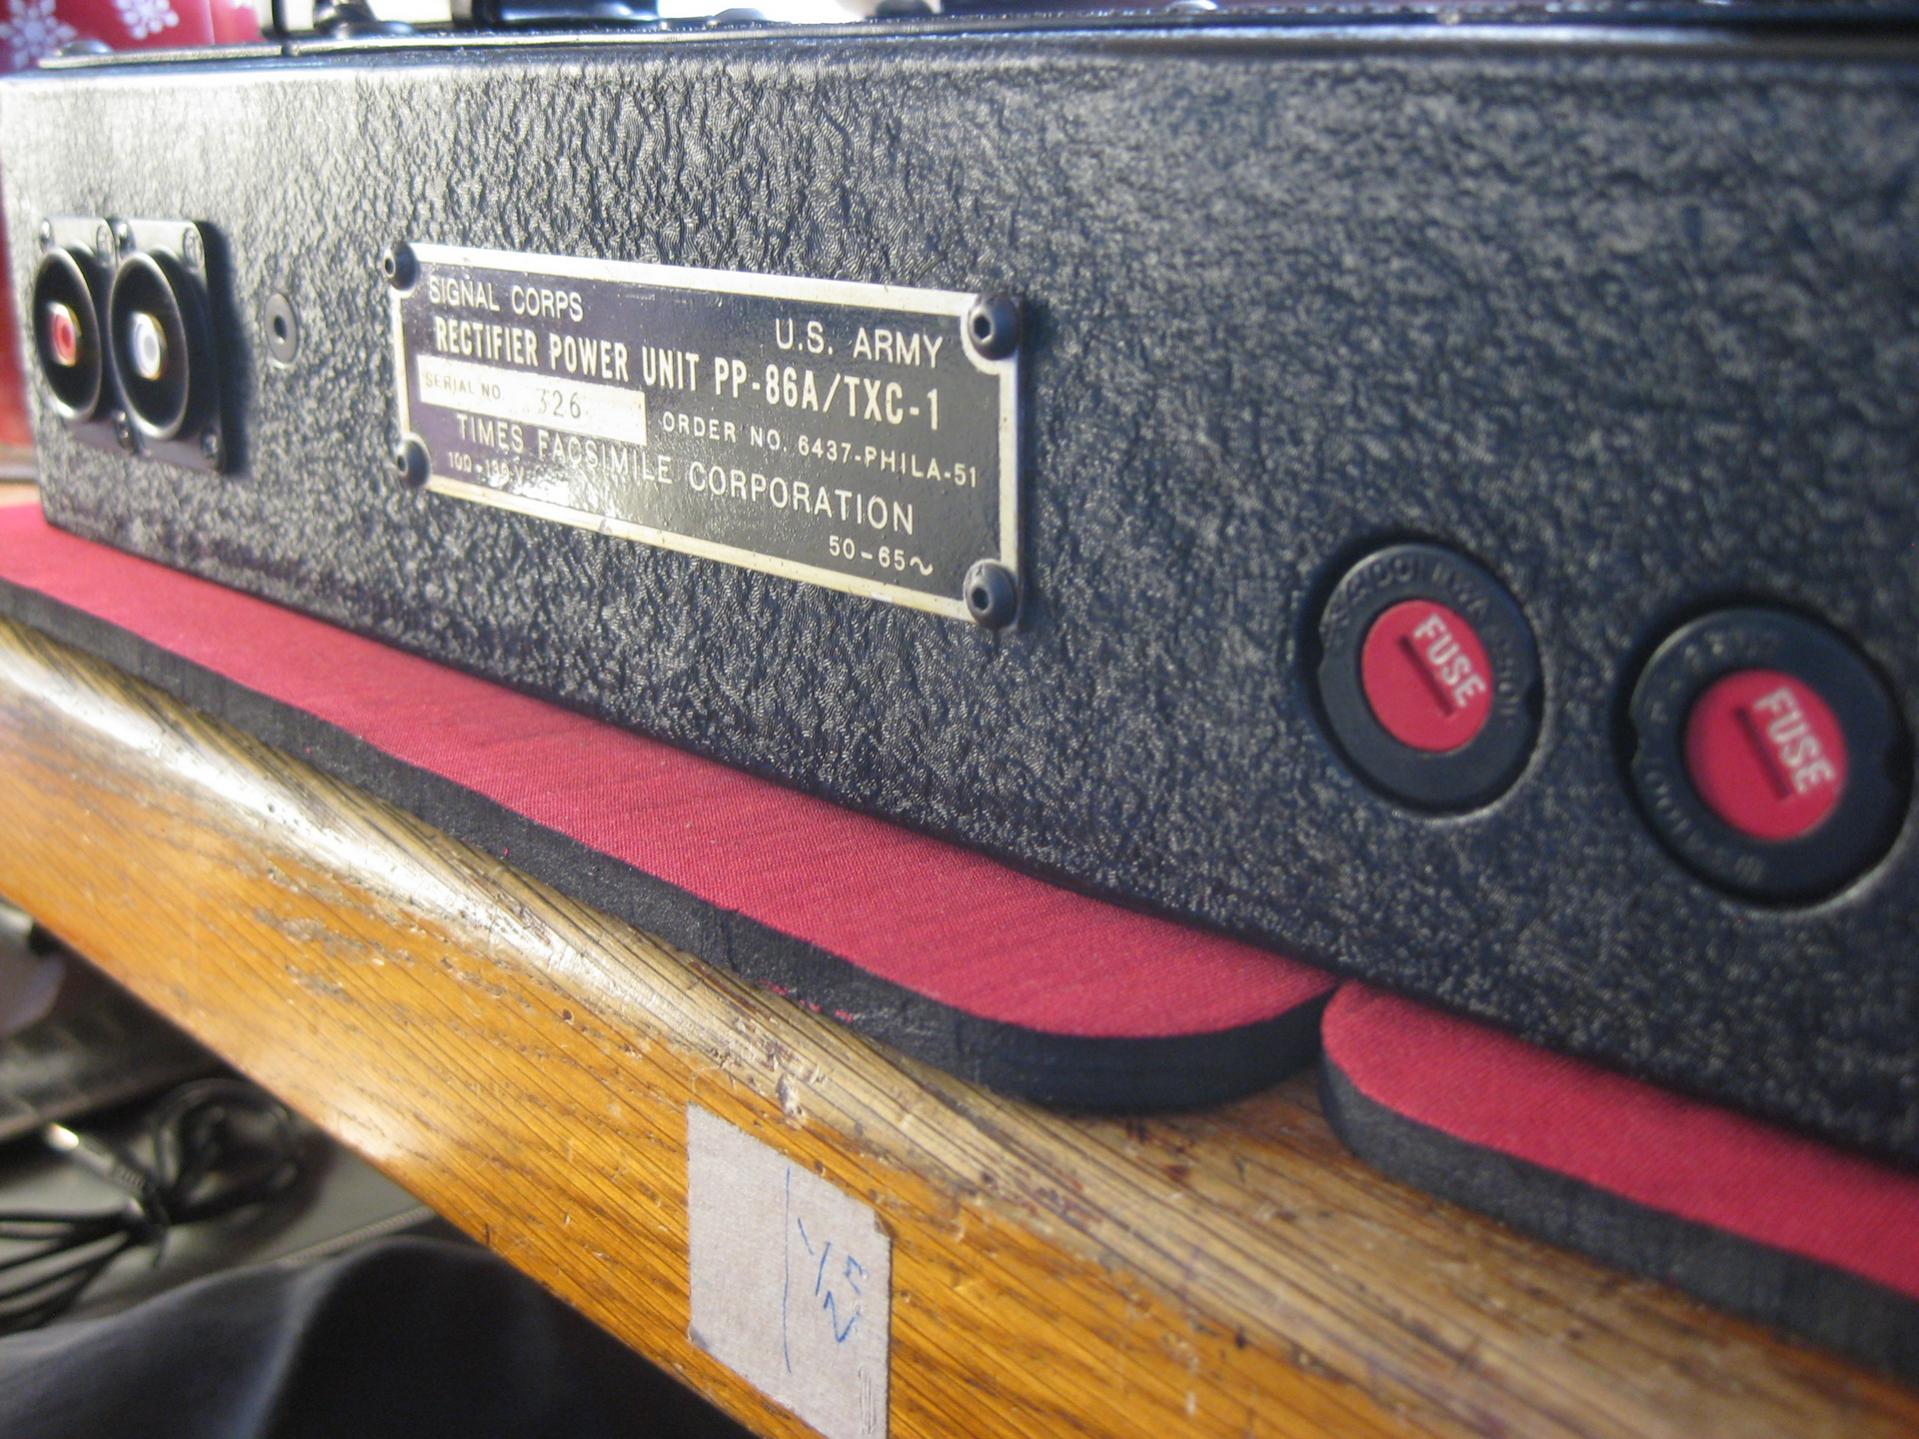 SIGNAL CORPS
U.S. ARMY
RECTIFIER POWER UNIT PP-86A/TXC-1
SERIAL NO. 326
ORDER NO. 6437-PHILA-51
TIMES FACSIMILE CORPORATION
50-65~
FUSE
FUSE